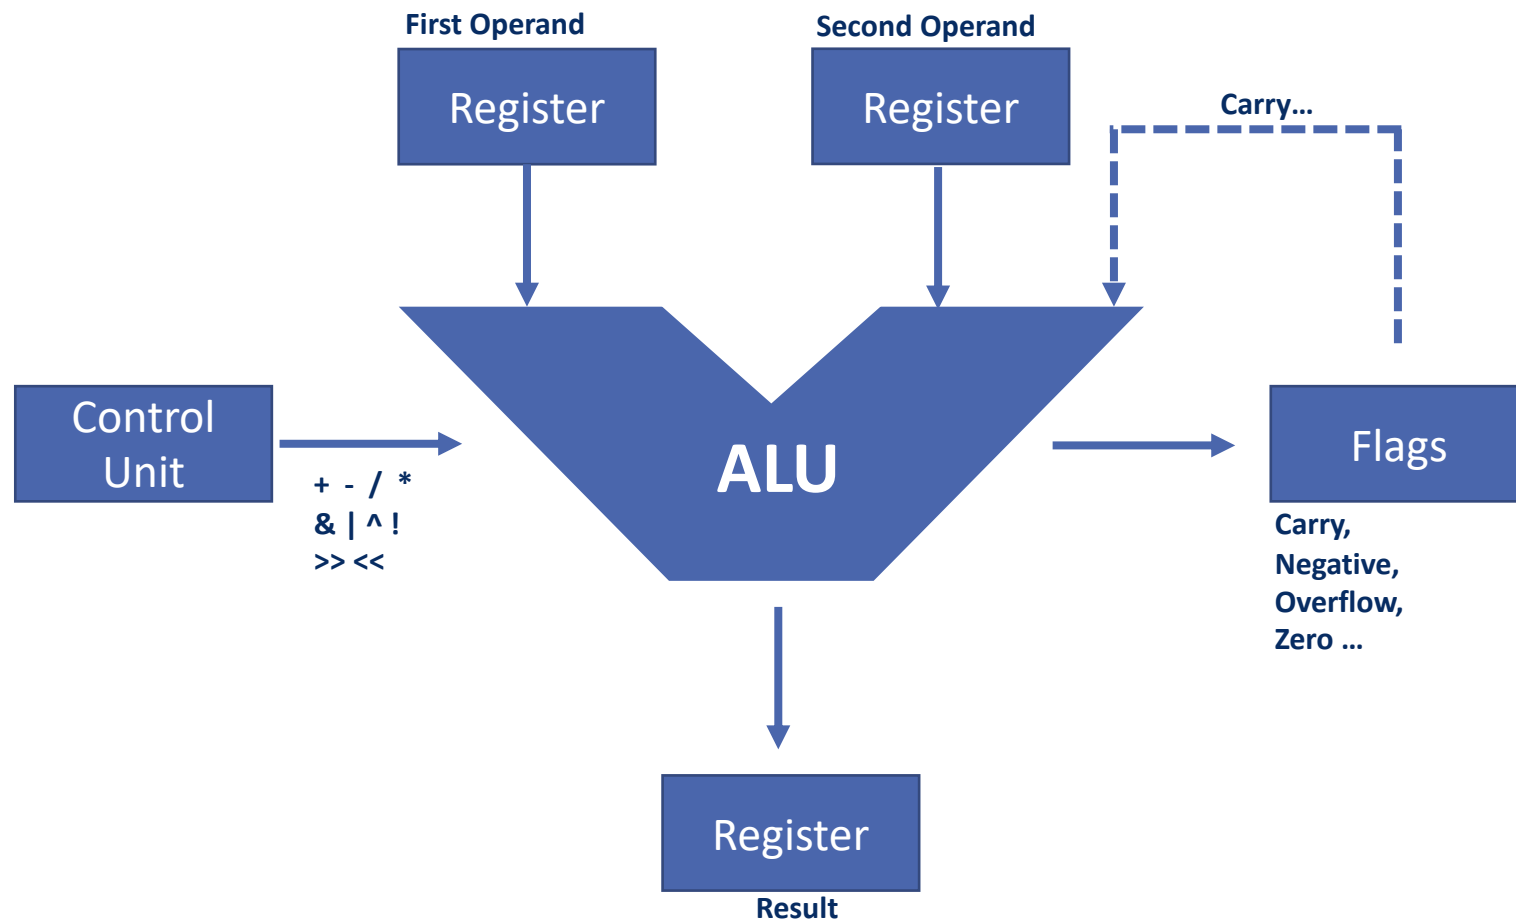 First Operand
Second Operand
Register
Register
Carry...
Control
Unit
+ - / *
& | ^ !
>> <<
ALU
Flags
Carry,
Negative,
Overflow,
Zero ...
Register
Result